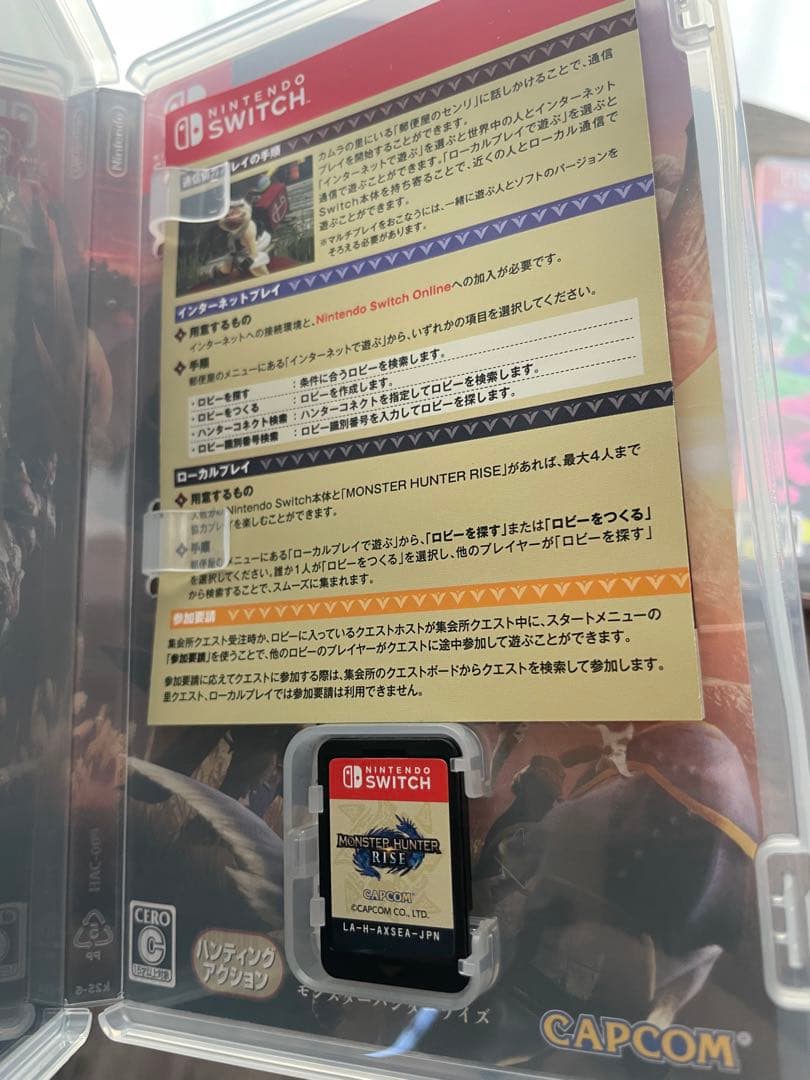 NINTENDO
SWITCH
プレイの手順
カムラの里にいる「郵便屋のセンリ」に話しかけることで、通信
プレイを開始することができます。
「インターネットで遊ぶ」を選ぶと世界中の人とインターネット
通信で遊ぶことができます。「ローカルプレイで遊ぶ」を選ぶと
Switch本体を持ち寄ることで、近くの人とローカル通信で
遊ぶことができます。
※マルチプレイをおこなうには、一緒に遊ぶ人とソフトのバージョンを
そろえる必要があります。
インターネットプレイ
用意するもの
インターネットへの接続環境と、Nintendo Switch Onlineへの加入が必要です。
手順
郵便屋のメニューにある「インターネットで遊ぶ」から、いずれかの項目を選択してください。
・ロビーを探す：条件に合うロビーを検索します。
・ロビーをつくる：ロビーを作成します。
・ハンターコネクト検索：ハンターコネクトを指定してロビーを検索します。
・ロビー識別番号検索：ロビー識別番号を入力してロビーを探します。
ローカルプレイ
用意するもの
Nintendo Switch本体と「MONSTER HUNTER RISE」があれば、最大4人まで
協力プレイを楽しむことができます。
手順
郵便屋のメニューにある「ローカルプレイで遊ぶ」から、「ロビーを探す」または「ロビーをつくる」
を選択してください。誰か1人が「ロビーをつくる」を選択し、他のプレイヤーが「ロビーを探す」
から検索することで、スムーズに集まれます。
参加要請
集会所クエスト受注時か、ロビーに入っているクエストホストが集会所クエスト中に、スタートメニューの
「参加要請」を使うことで、他のロビーのプレイヤーがクエストに途中参加して遊ぶことができます。
参加要請に応えてクエストに参加する際は、集会所のクエストボードからクエストを検索して参加します。
里クエスト、ローカルプレイでは参加要請は利用できません。
Nintendo
HAC-009
PP
NINTENDO
SWITCH
MONSTER HUNTER
RISE
CAPCOM
©CAPCOM CO., LTD.
LA-H-AXSEA-JPN
CERO
C
15才以上対象
ハンティング
アクション
モンスターハンターライズ
CAPCOM